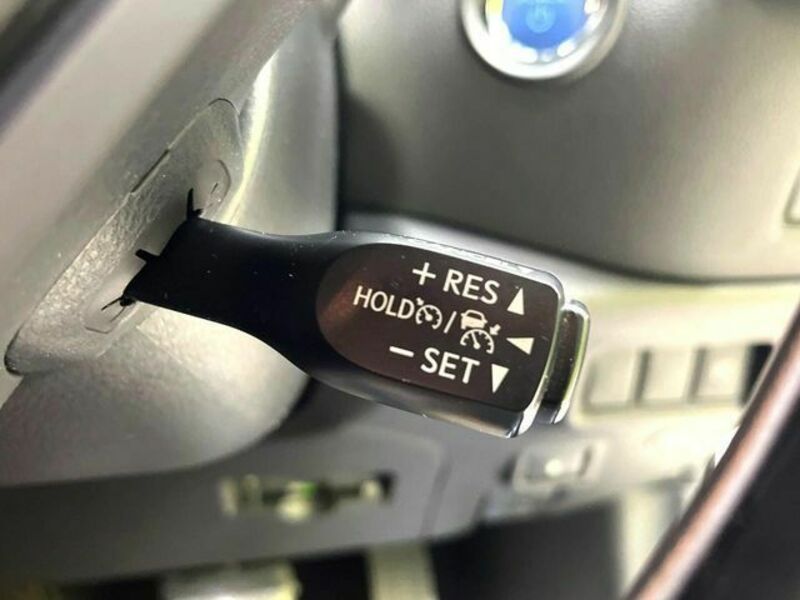 + RES
HOLD /
- SET